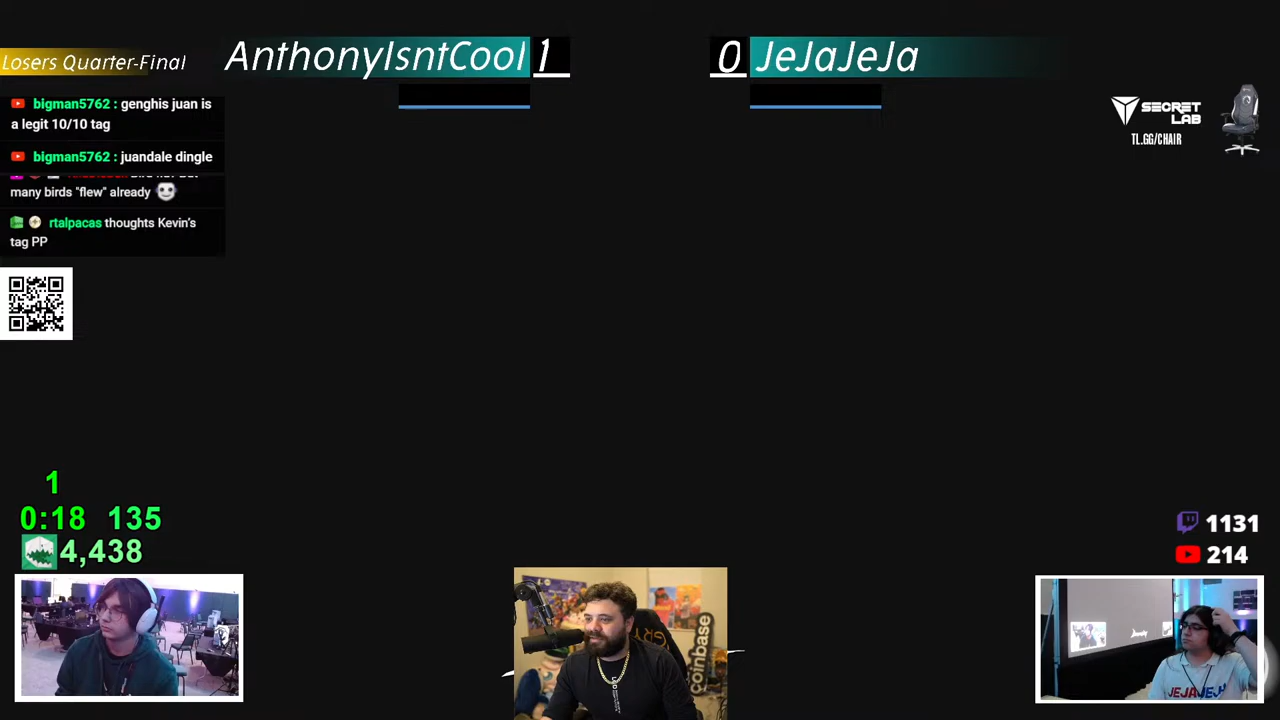 Losers Quarter-Final
AnthonyIsntCool 1
0 JeJaJeJa
bigman5762 : genghis juan is
a legit 10/10 tag
bigman5762 : juandale dingle
many birds "flew" already
rtalpacas thoughts Kevin's
tag PP
SECRET
LAB
TL.GG/CHAIR
1
0:18 135
4,438
1131
214
coinbase
JEJAJEJA